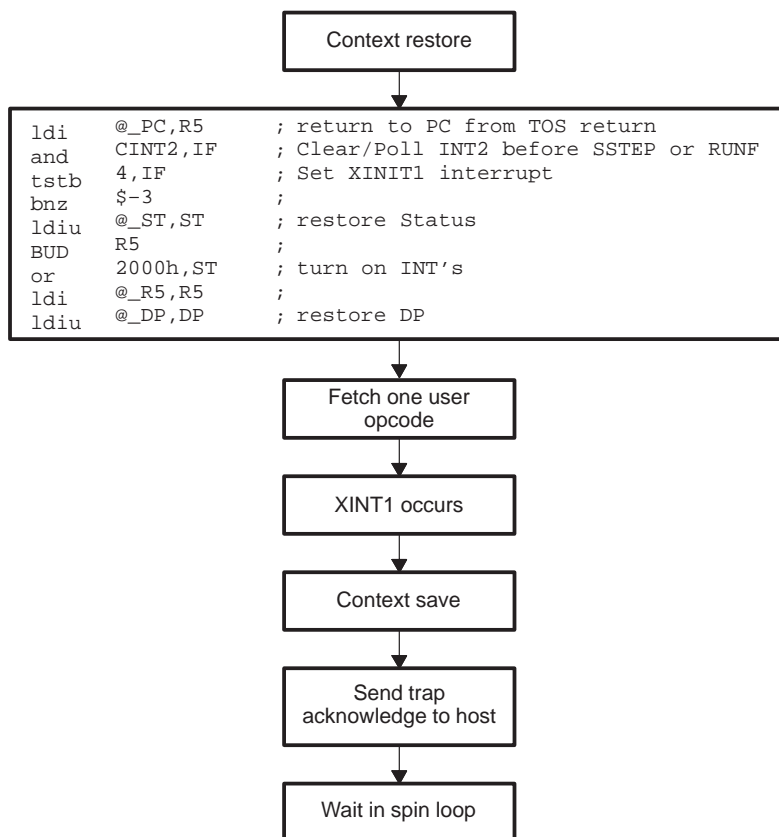 Context restore
ldi @_PC,R5 ; return to PC from TOS return
and CINT2,IF ; Clear/Poll INT2 before SSTEP or RUNF
tstb 4,IF ; Set XINIT1 interrupt
bnz $-3 ;
ldiu @_ST,ST ; restore Status
BUD R5 ;
or 2000h,ST ; turn on INT's
ldi @_R5,R5 ;
ldiu @_DP,DP ; restore DP
Fetch one user
opcode
XINT1 occurs
Context save
Send trap
acknowledge to host
Wait in spin loop